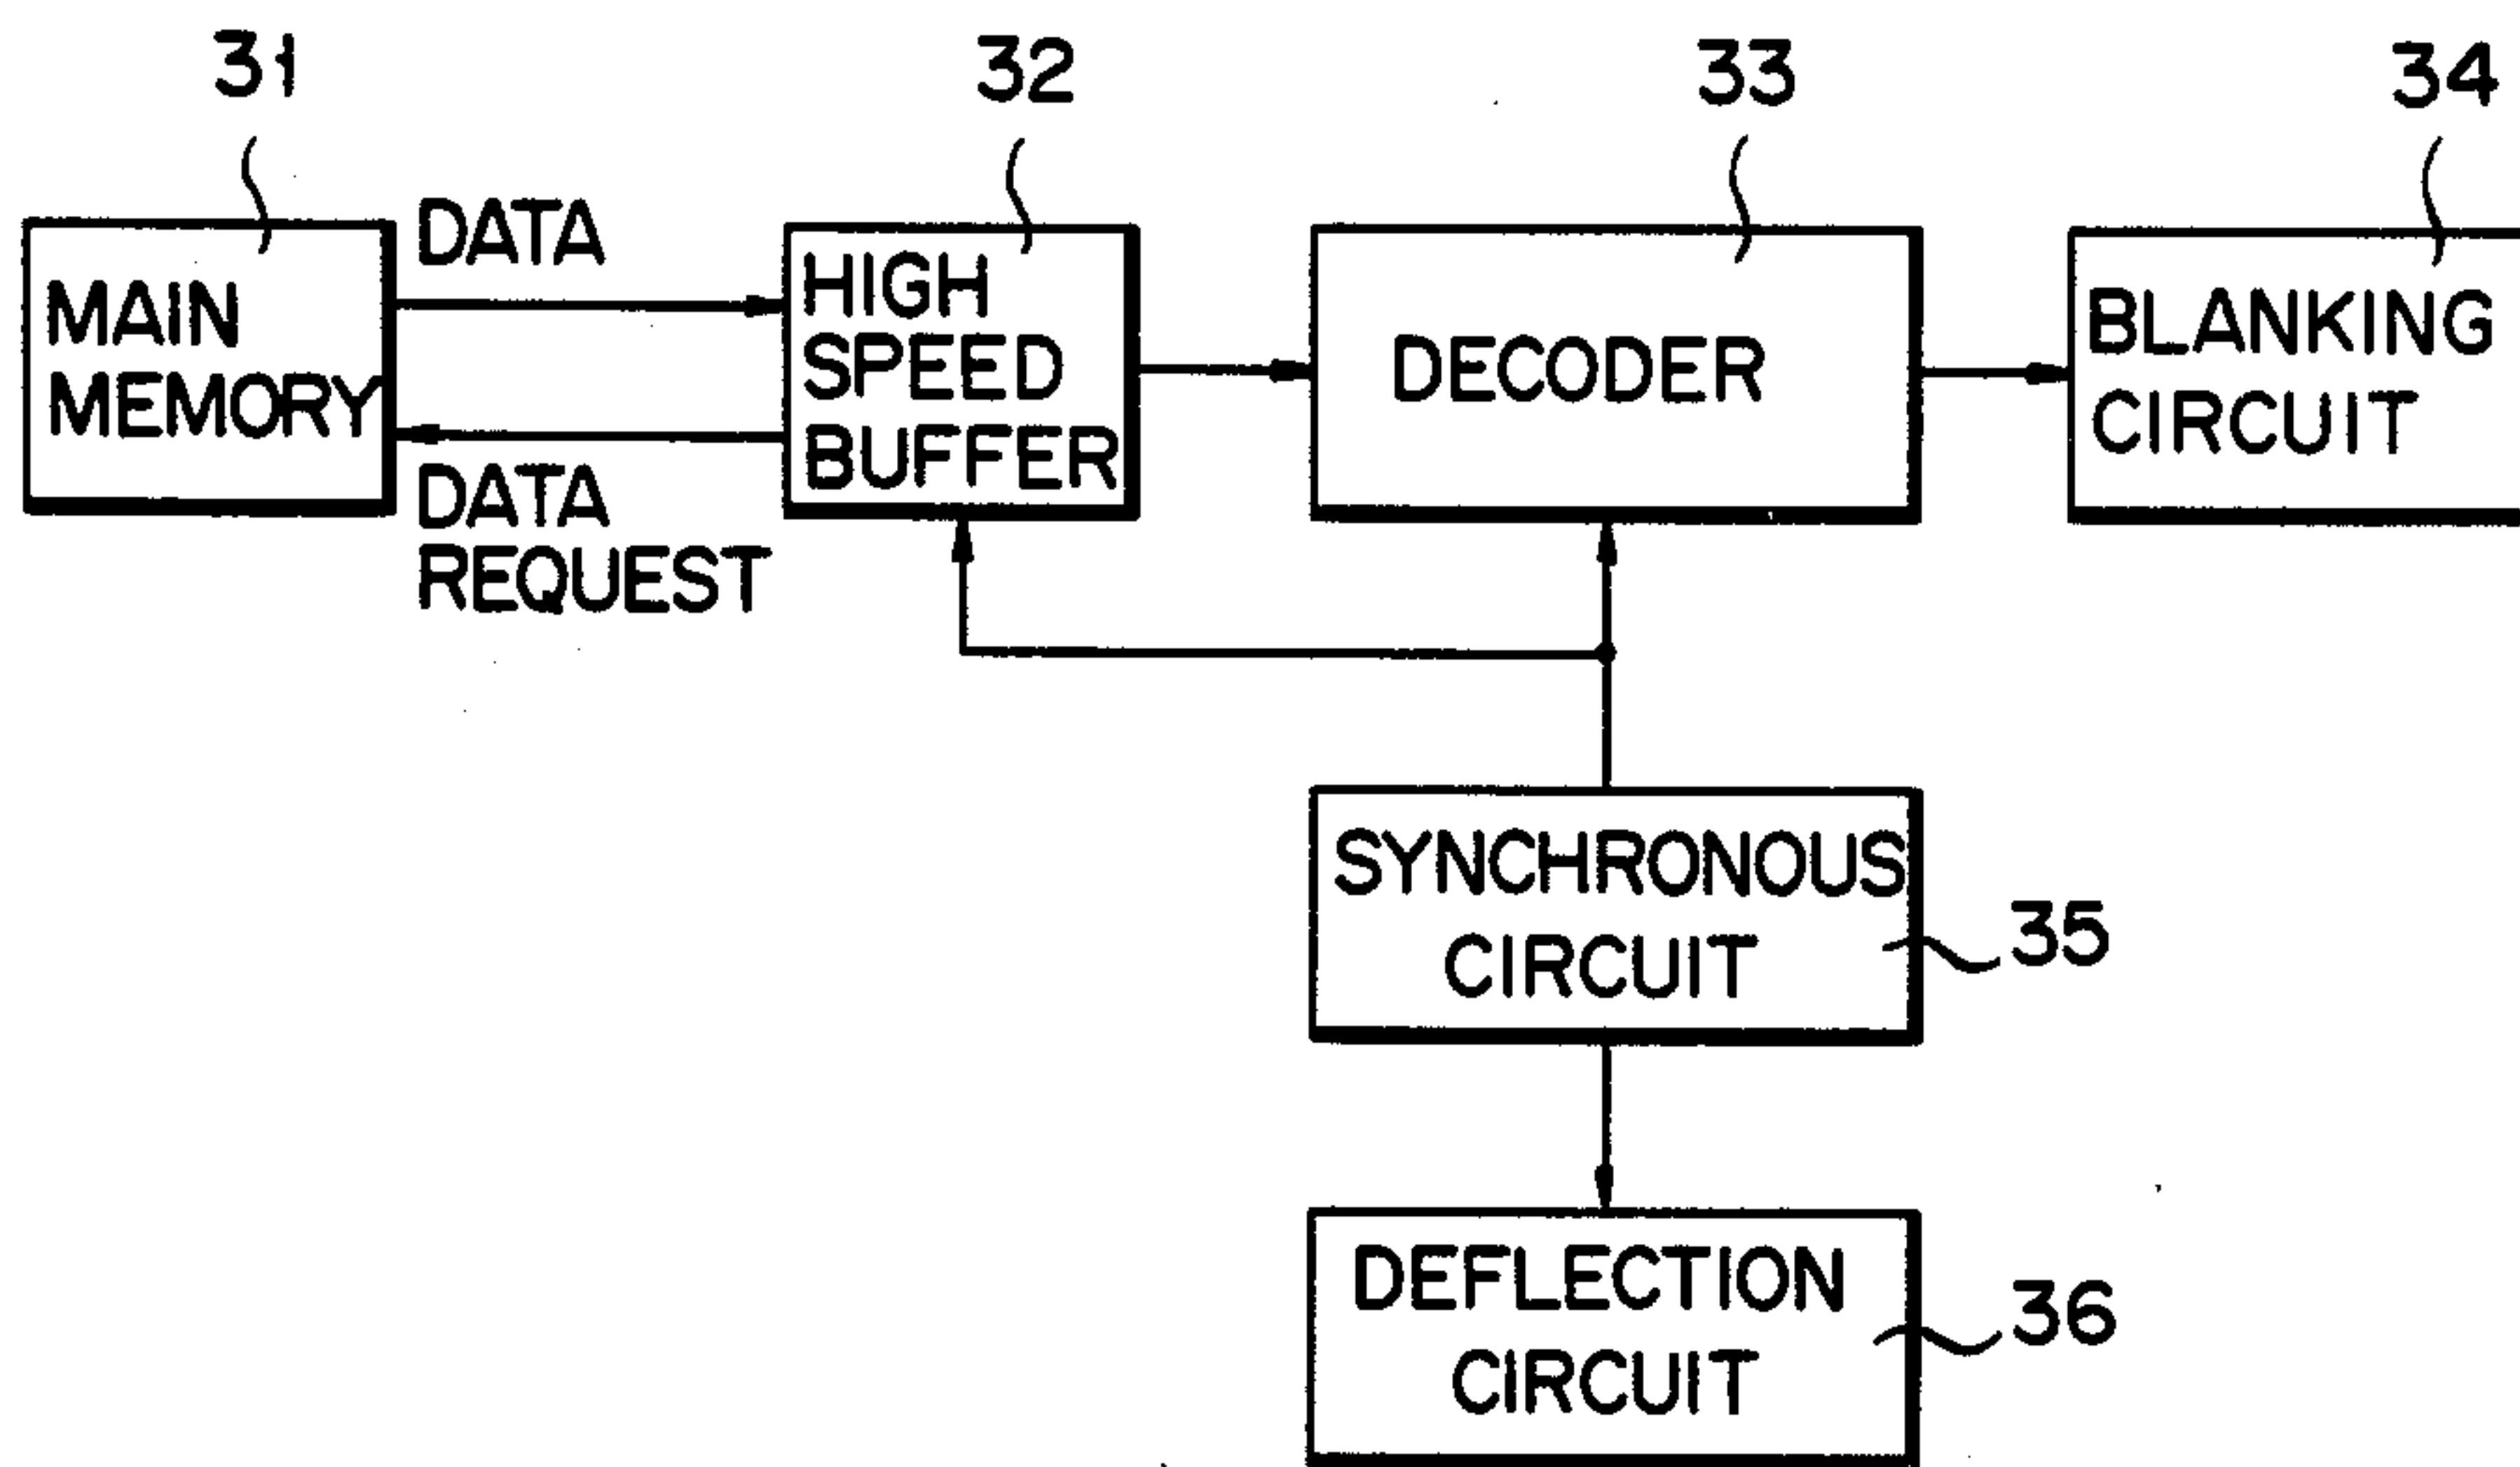 31
32
33
34
DATA
MAIN
MEMORY
HIGH
SPEED
BUFFER
DECODER
BLANKING
CIRCUIT
DATA
REQUEST
SYNCHRONOUS
CIRCUIT
35
DEFLECTION
CIRCUIT
36